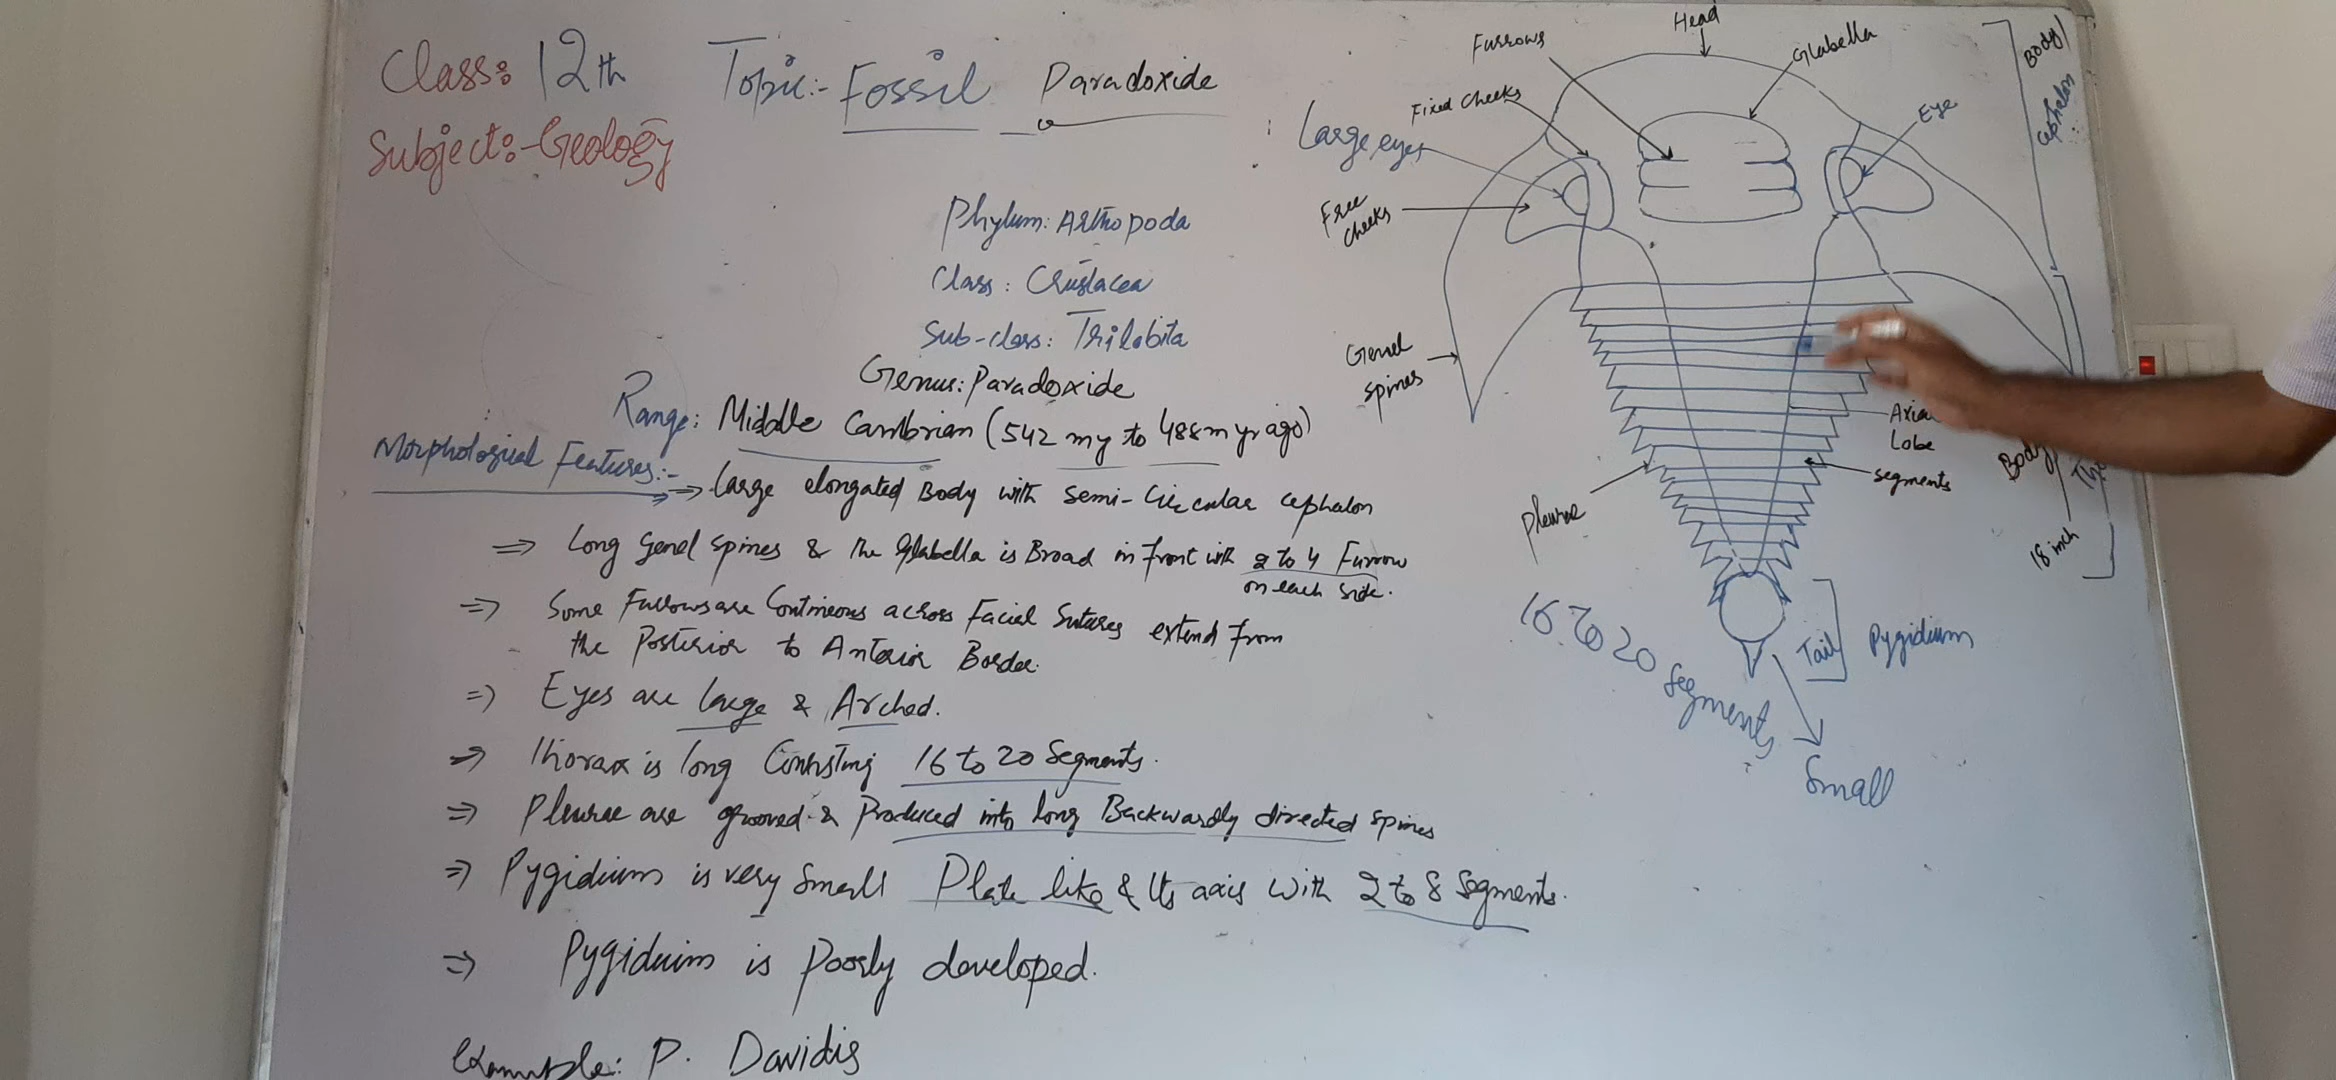 Class: 12th
Subject:- Geology
Topic:- Fossil Paradoxide
Phylum: Arthopoda
Class: Crustacea
Sub-class: Trilobita
Genus: Paradoxide
Range: Middle Cambrian (542 my to 488 myr ago)
Morphological Features:-
⇒ Large elongated Body with semi-Circular cephalon
⇒ Long Genel spines & the Glabella is Broad in front with 2 to 4 Furrow
on each side.
⇒ Some Furrows are Continuous across Facial Sutures extend from
the Posterior to Anterior Border.
⇒ Eyes are large & Arched.
⇒ Thorax is long Consisting 16 to 20 Segments.
⇒ Pleurae are grooved & Produced into long Backwardly directed spines
⇒ Pygidium is very small Plate like & Its axis with 2 to 8 Segments.
⇒ Pygidium is Poorly developed.
Example: P. Davidis
Head
Furrows
Glabella
Fixed cheeks
Large eyes
Eye
Free
cheeks
Genel
spines
Pleurae
Lobe
segments
Body
cephalon
Body
18 inch
16 to 20 segments
Tail
Pygidium
Small